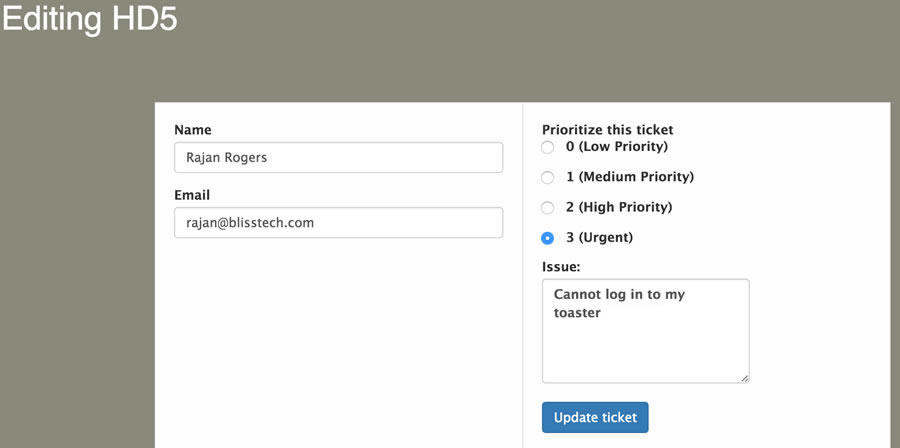 Editing HD5
Name
Rajan Rogers
Email
rajan@blisstech.com
Prioritize this ticket
0 (Low Priority)
1 (Medium Priority)
2 (High Priority)
3 (Urgent)
Issue:
Cannot log in to my
toaster
Update ticket